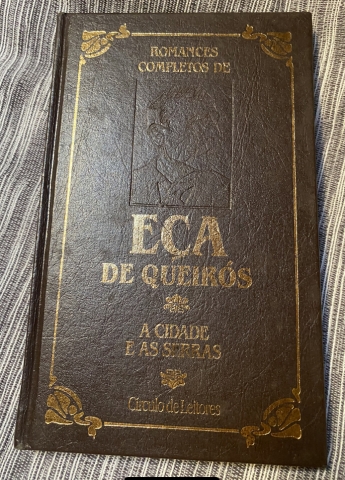 ROMANCES
COMPLETOS DE
EÇA
DE QUEIRÓS
A CIDADE
E AS SERRAS
Círculo de Leitores